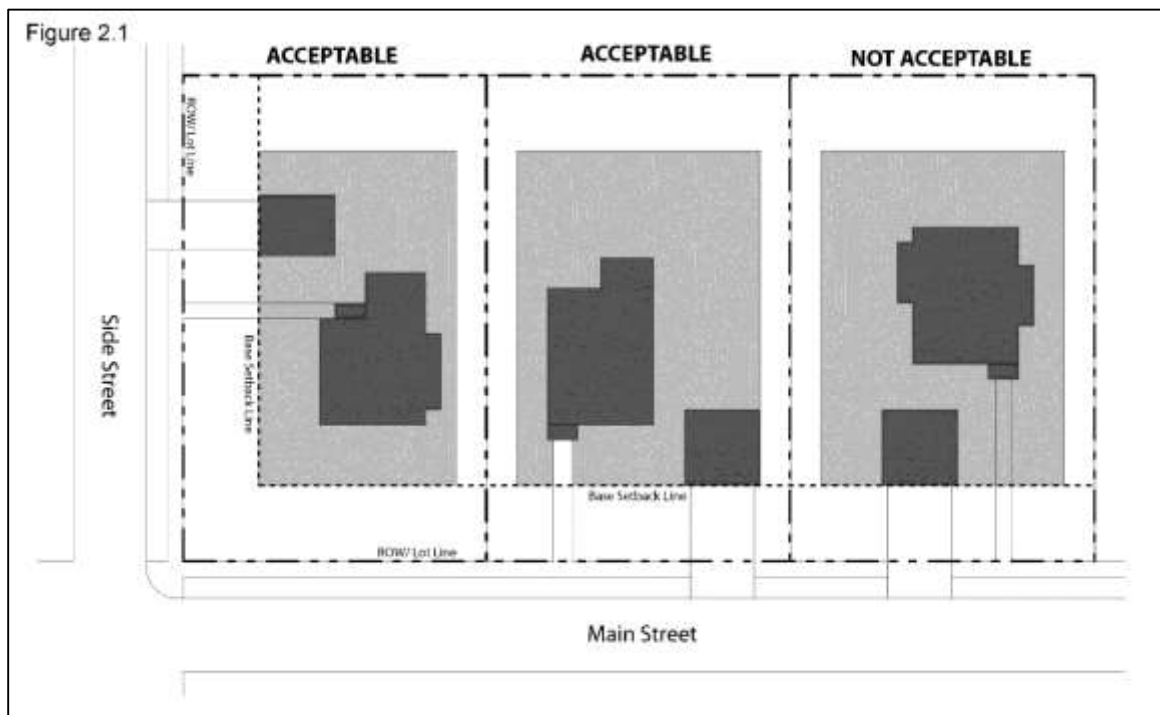 Figure 2.1
ACCEPTABLE
ACCEPTABLE
NOT ACCEPTABLE
ROW/ Lot Line
Side Street
Base Setback Line
Base Setback Line
ROW/ Lot Line
Main Street